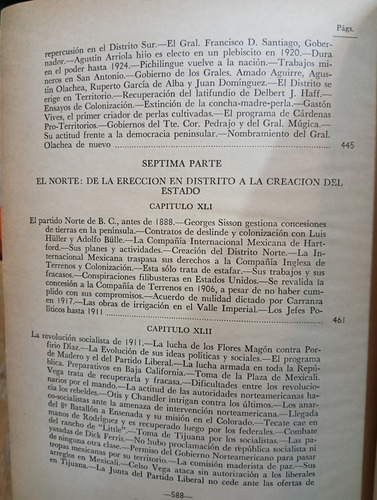 Págs.
repercusión en el Distrito Sur.—El Gral. Francisco D. Santiago, Gober-
nador.—Agustín Arriola hijo es electo en un plebiscito en 1920.—Dura
en el poder hasta 1924.—Pichilingue vuelve a la nación.—Trabajos mi-
neros en San Antonio.—Gobierno de los Grales. Amado Aguirre, Agus-
tín Olachea, Ruperto García de Alba y Juan Domínguez.—El Distrito se
erige en Territorio.—Recuperación del latifundio de Delbert J. Haff.—
Ensayos de Colonización.—Extinción de la concha-madre-perla.—Gastón
Vives, el primer criador de perlas cultivadas.—El programa de Cárdenas
Pro-Territorios.—Gobiernos del Tte. Cor. Pedrajo y del Gral. Múgica.—
Su actitud frente a la democracia peninsular.—Nombramiento del Gral.
Olachea de nuevo 445
SEPTIMA PARTE
EL NORTE: DE LA ERECCION EN DISTRITO A LA CREACION DEL
ESTADO
CAPITULO XLI
El partido Norte de B. C., antes de 1888.—Georges Sisson gestiona concesiones
de tierras en la península.—Contratos de deslinde y colonización con Luis
Hüller y Adolfo Bülle.—La Compañía Internacional Mexicana de Hart-
ford.—Sus planes y actividades.—Creación del Distrito Norte.—La In-
ternacional Mexicana traspasa sus derechos a la Compañía Inglesa de
Terrenos y Colonización.—Esta sólo trata de estafar.—Sus trabajos y sus
fracasos.—Conspiraciones filibusteras en Estados Unidos.—Se revalida la
concesión a la Compañía de Terrenos en 1906, a pesar de no haber cum-
plido con sus compromisos.—Acuerdo de nulidad dictado por Carranza
en 1917.—Las obras de irrigación en el Valle Imperial.—Los Jefes Po-
líticos hasta 1911 461
CAPITULO XLII
La revolución socialista de 1911.—La lucha de los Flores Magón contra Por-
firio Díaz.—La Evolución de sus ideas políticas y sociales.—El programa
de Madero y el del Partido Liberal.—La lucha armada en toda la Repú-
blica. Preparativos en Baja California.—Toma de la Plaza de Mexicali.
Vega trata de recuperarla y fracasa.—Dificultades entre los revolucio-
narios por el mando.—La actitud de las autoridades norteamericanas ha-
cia los rebeldes.—Otis y Chandler intrigan contra los últimos.—Los anar-
co-socialistas ante la amenaza de intervención norteamericana.—Llegada
del 8º Batallón a Ensenada y su misión en el Colorado.—Tecate cae en
manos de Rodríguez y es recuperado luego por los federales.—Combate
del rancho de "Little".—Toma de Tijuana por los socialistas.—Las pa-
yasadas de Dick Ferris.—No hubo proclamación de república socialista ni
de ninguna otra clase.—Permiso del Gobierno Norteamericano para pasar
tropas mexicanas por su territorio.—La comisión maderista de paz.—Sus
arreglos en Mexicali.—Celso Vega ataca sin autorización a los liberales
en Tijuana.—La Junta del Partido Liberal no cede ante las ofertas de
—588—